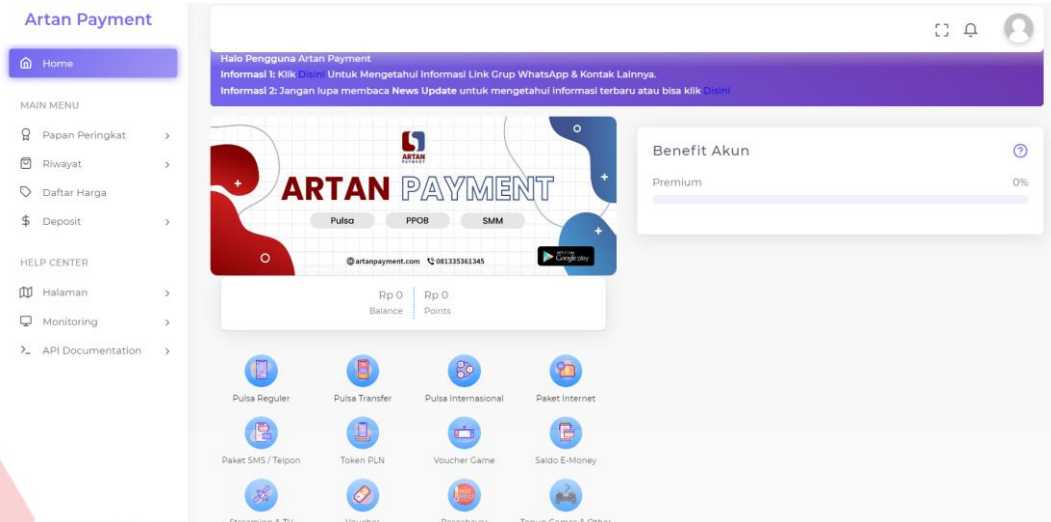 Artan Payment
Home
MAIN MENU
Papan Peringkat
Riwayat
Daftar Harga
Deposit
HELP CENTER
Halaman
Monitoring
API Documentation
Halo Pengguna Artan Payment
Informasi 1: Klik Disini Untuk Mengetahui Informasi Link Grup WhatsApp & Kontak Lainnya.
Informasi 2: Jangan lupa membaca News Update untuk mengetahui informasi terbaru atau bisa klik Disini
ARTAN
PAYMENT
ARTAN PAYMENT
Pulsa PPOB SMM
artanpayment.com 081335361345
Google play
Rp 0 Rp 0
Balance Points
Benefit Akun
Premium 0%
Pulsa Reguler Pulsa Transfer Pulsa Internasional Paket Internet
Paket SMS / Telpon Token PLN Voucher Game Saldo E-Money
Streaming & TV Voucher Pascabayar